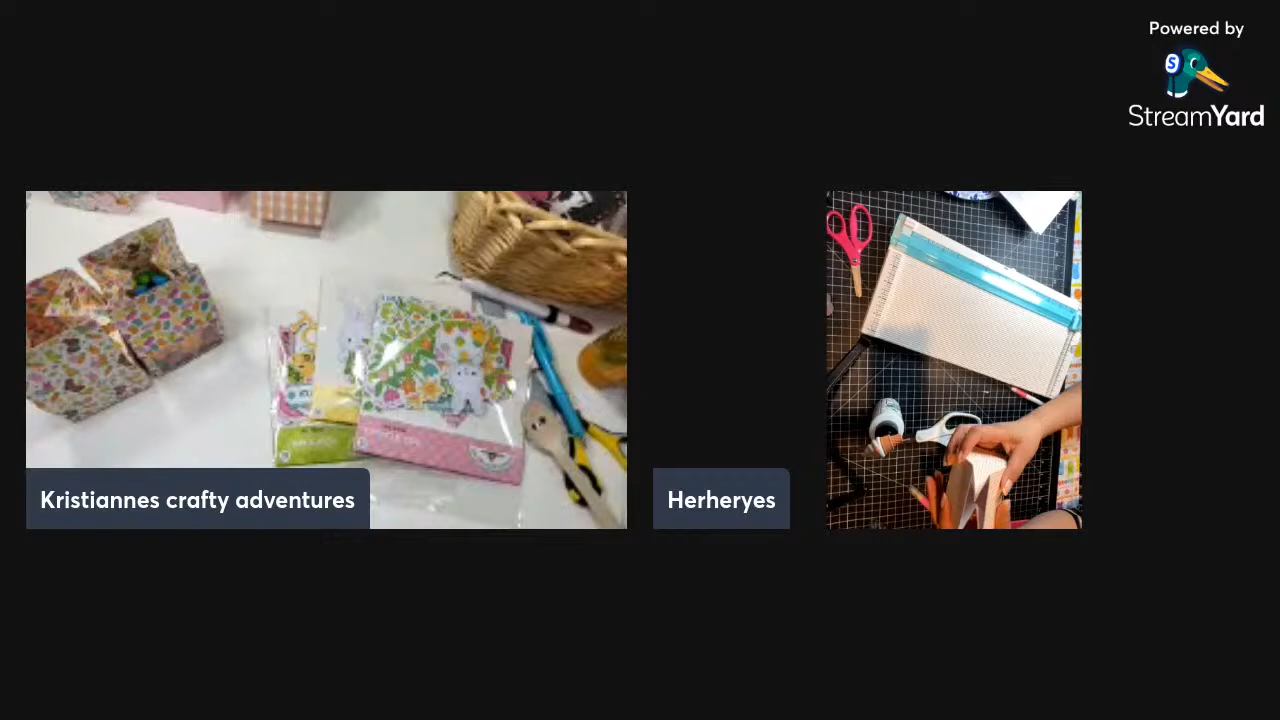 Powered by
S
StreamYard
Kristiannes crafty adventures
Herheryes